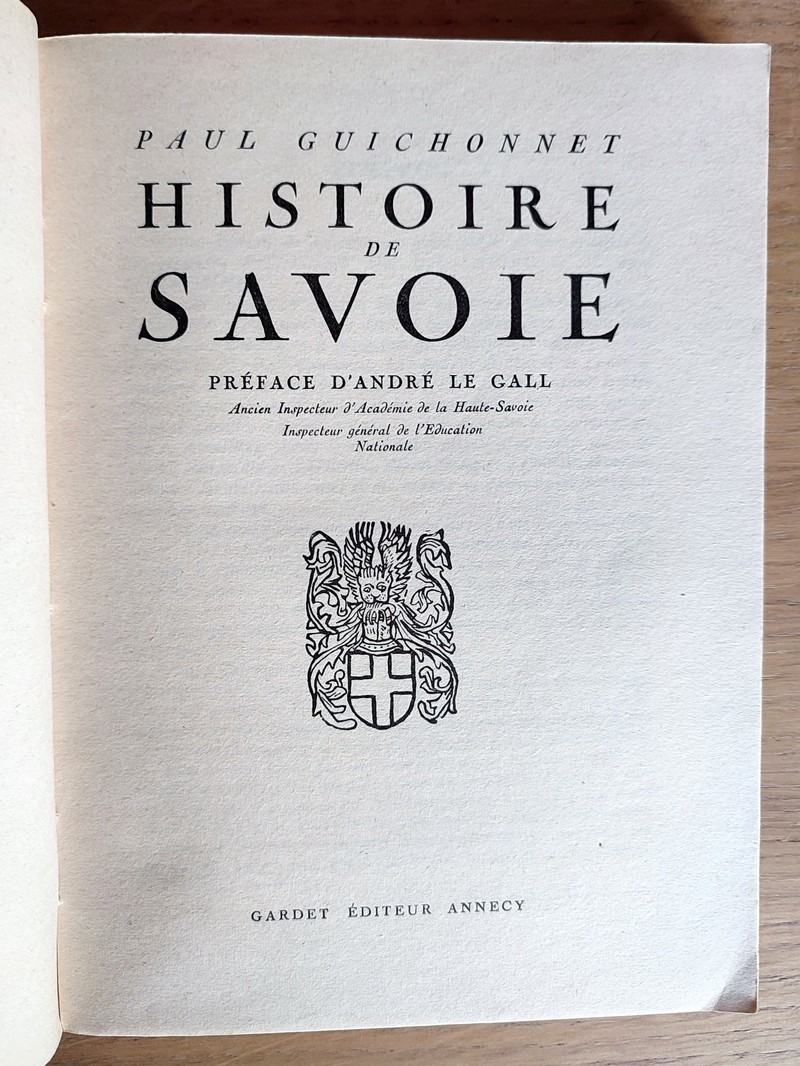 PAUL GUICHONNET
HISTOIRE
DE
SAVOIE
PRÉFACE D'ANDRÉ LE GALL
Ancien Inspecteur d'Académie de la Haute-Savoie
Inspecteur général de l'Education
Nationale
GARDET ÉDITEUR ANNECY